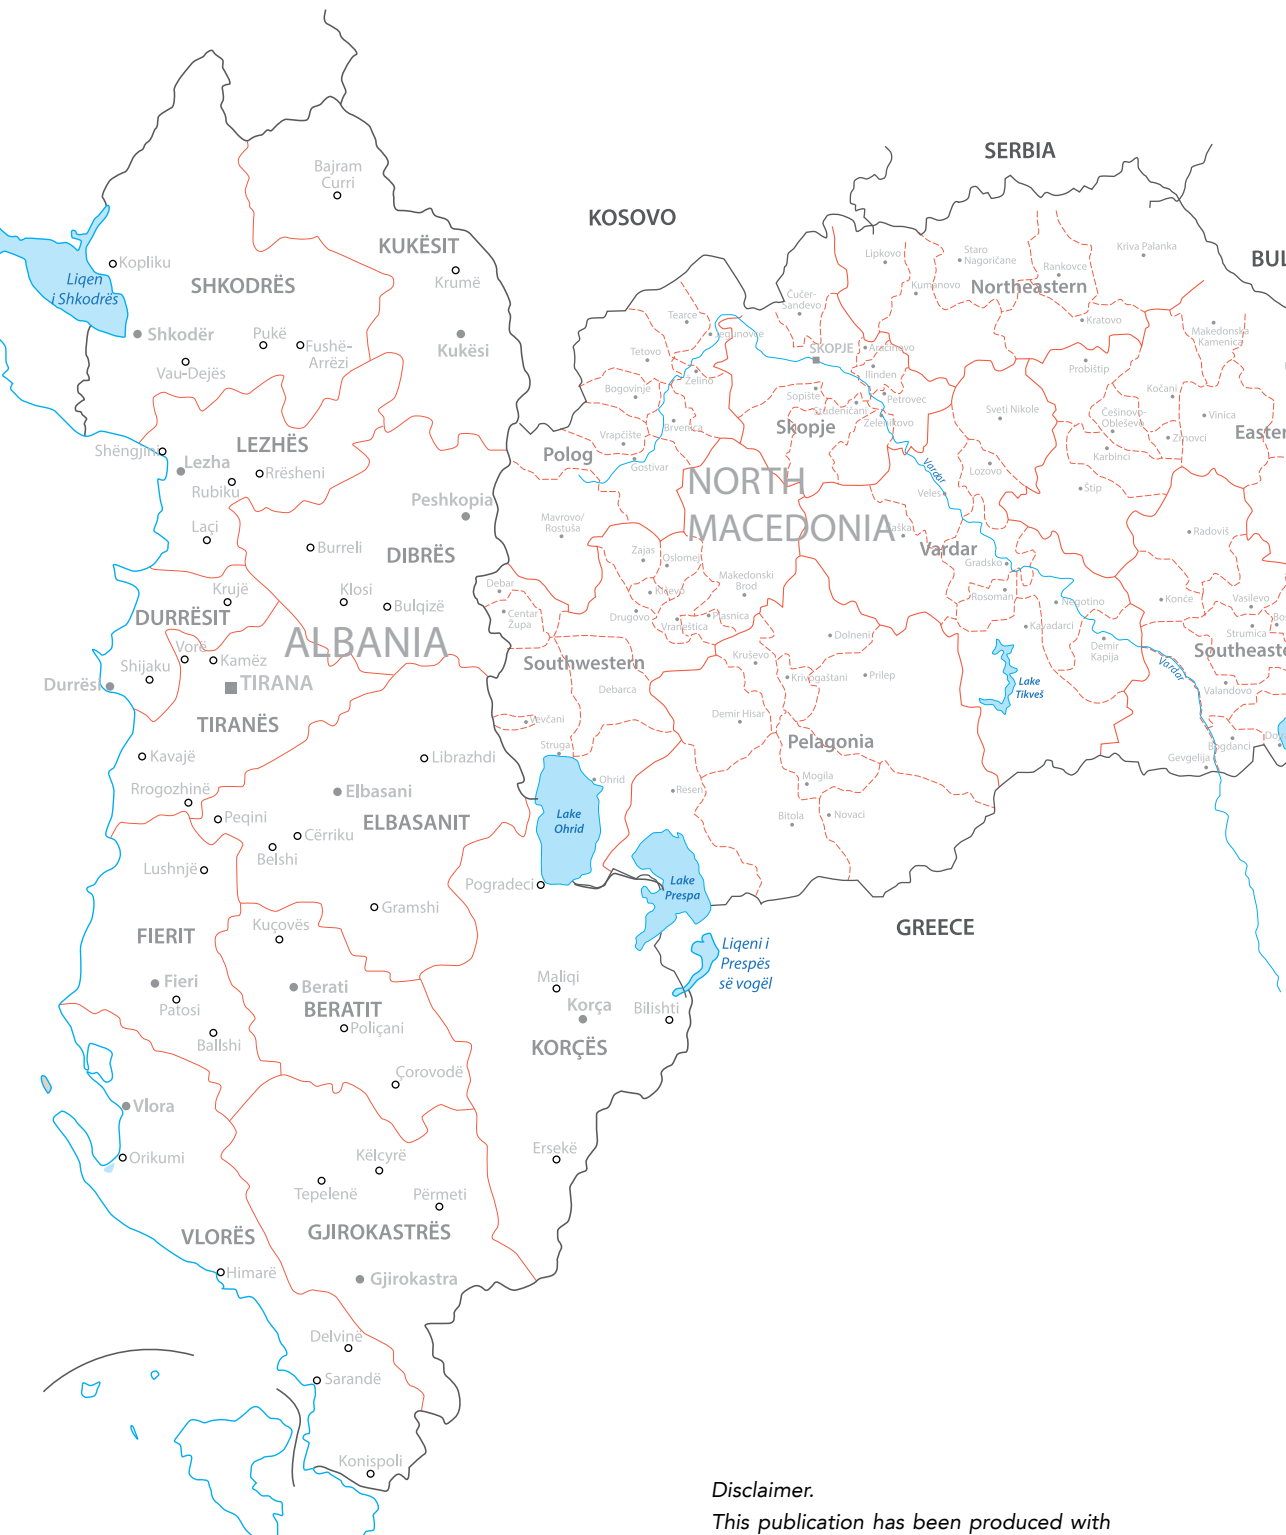 SERBIA
KOSOVO
BUL
Bajram
Curri
KUKËSIT
Krumë
Kopliku
SHKODRËS
Liqen
i Shkodrës
Shkodër
Pukë
Fushë-
Arrëzi
Vau-Dejës
Kukësi
Lipkovo
Staro
Nagoričane
Kriva Palanka
Rankovce
Kumanovo
Northeastern
Čučer-
Sandevo
Kratovo
Tearce
Jegunovce
Makedonska
Kamenica
Tetovo
SKOPJE
Aračinovo
Ilinden
Probištip
Želino
Bogovinje
Sopište
Petrovec
Kočani
Studeničani
Sveti Nikole
Češinovo-
Obleševo
Vinica
Brvenica
Skopje
Zelenikovo
Vrapčište
Zrnovci
Eastern
Karbinci
Polog
Gostivar
Lozovo
Vardar
Štip
Veles
Shëngjini
LEZHËS
Lezha
Rrësheni
Rubiku
Peshkopia
Laçi
Burreli
DIBRËS
NORTH
MACEDONIA
Mavrovo/
Rostuša
Čaška
Vardar
Radoviš
Zajas
Oslomej
Gradsko
Debar
Makedonski
Brod
Kičevo
Rosoman
Negotino
Konče
Vasilevo
Krujë
Klosi
Bulqizë
Centar
Župa
Drugovo
Vraneštica
Plasnica
Kavadarci
Bos
Strumica
DURRËSIT
ALBANIA
Dolneni
Demir
Kapija
Southeaste
Vorë
Kamëz
Southwestern
Kruševo
Vardar
Shijaku
Durrësi
TIRANA
Debarca
Krivogaštani
Prilep
Lake
Tikveš
Valandovo
TIRANËS
Vevčani
Demir Hisar
Pelagonia
Struga
Bogdanci
Do
Gevgelija
Kavajë
Librazhdi
Ohrid
Mogila
Rrogozhinë
Elbasani
Resen
Peqini
ELBASANIT
Lake
Ohrid
Bitola
Novaci
Cërriku
Belshi
Lushnjë
Pogradeci
Lake
Prespa
Gramshi
Kuçovës
GREECE
FIERIT
Liqeni i
Prespës
së vogël
Fieri
Berati
Maliqi
Patosi
BERATIT
Korça
Bilishti
Poliçani
Ballshi
KORÇËS
Çorovodë
Vlora
Ersekë
Orikumi
Këlcyrë
Tepelenë
Përmeti
VLORËS
GJIROKASTRËS
Himarë
Gjirokastra
Delvinë
Sarandë
Konispoli
Disclaimer.
This publication has been produced with